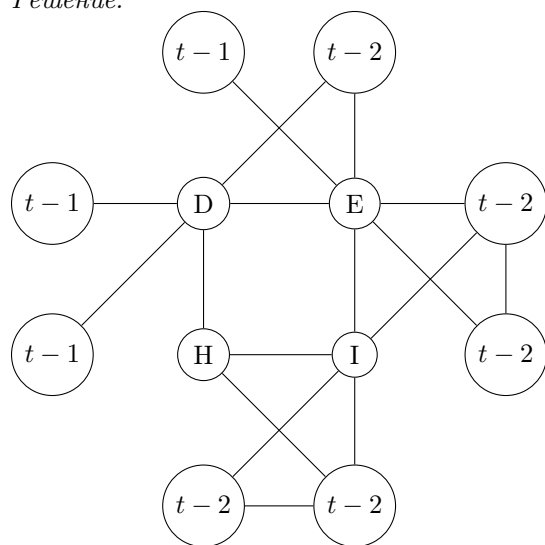 Решение.
t − 1 t − 2
t − 1 D E t − 2
t − 1 H I t − 2
t − 2 t − 2